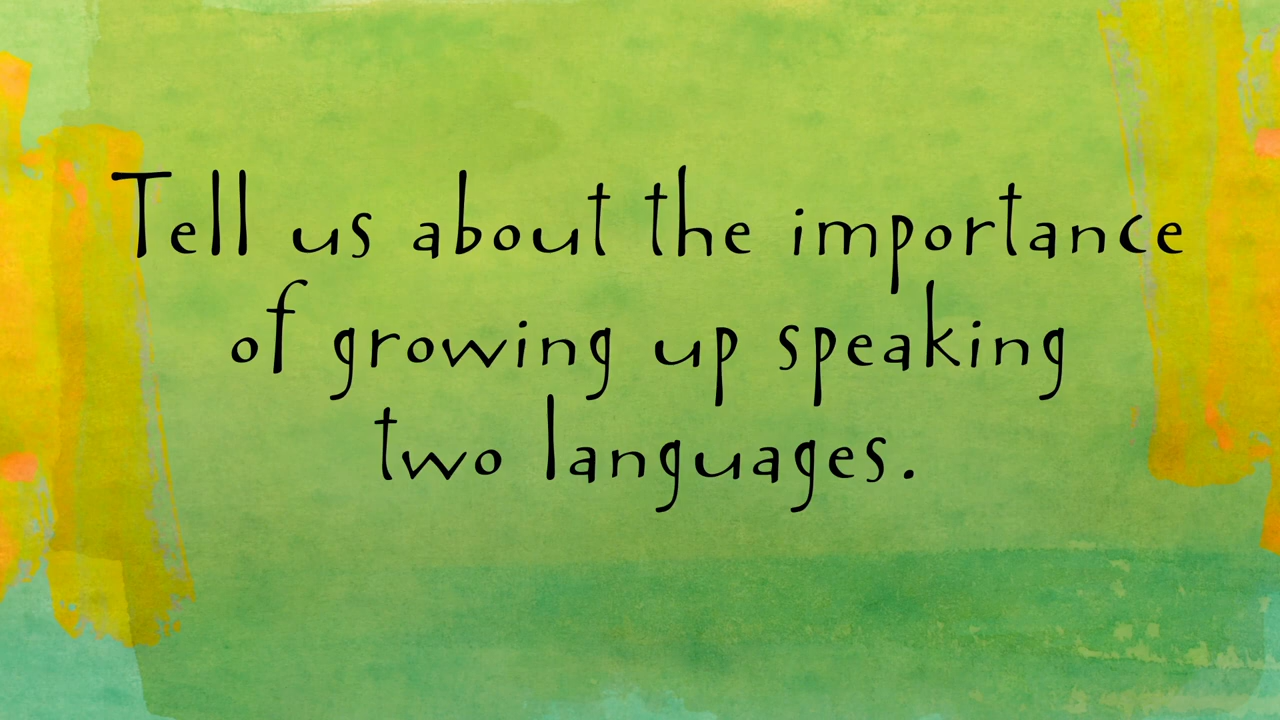 Tell us about the importance
of growing up speaking
two languages.